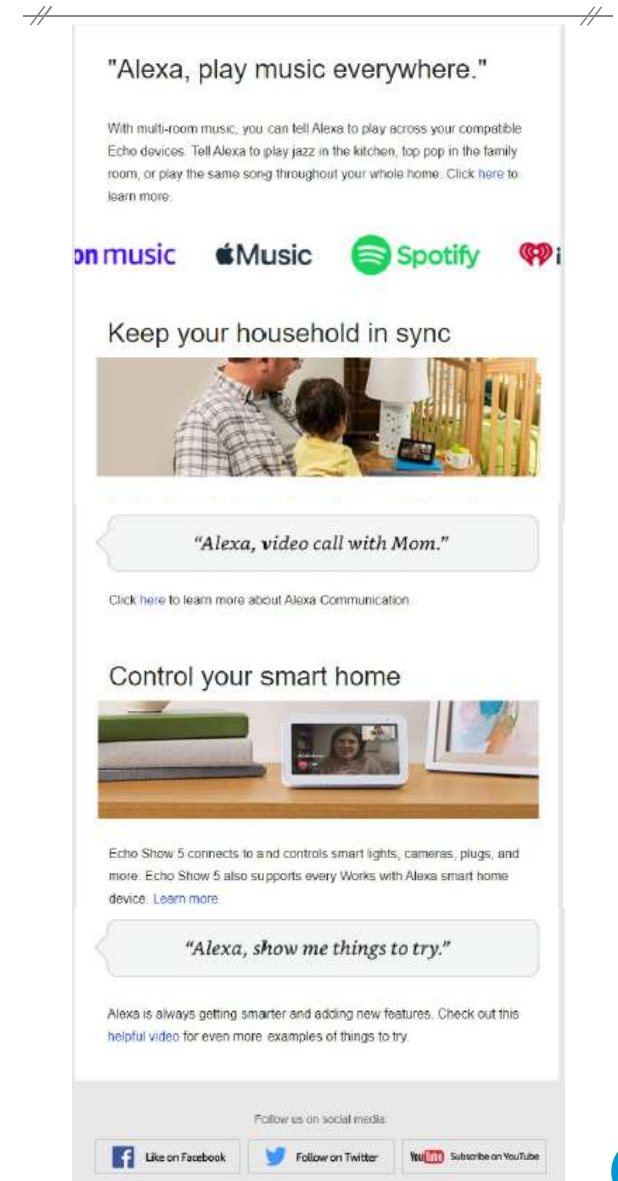 "Alexa, play music everywhere."
With multi-room music, you can tell Alexa to play across your compatible
Echo devices. Tell Alexa to play jazz in the kitchen, top pop in the family
room, or play the same song throughout your whole home. Click here to
learn more.
on music Music Spotify i
Keep your household in sync
“Alexa, video call with Mom.”
Click here to learn more about Alexa Communication.
Control your smart home
Echo Show 5 connects to and controls smart lights, cameras, plugs, and
more. Echo Show 5 also supports every Works with Alexa smart home
device. Learn more.
“Alexa, show me things to try.”
Alexa is always getting smarter and adding new features. Check out this
helpful video for even more examples of things to try.
Follow us on social media:
Like on Facebook Follow on Twitter YouTube Subscribe on YouTube